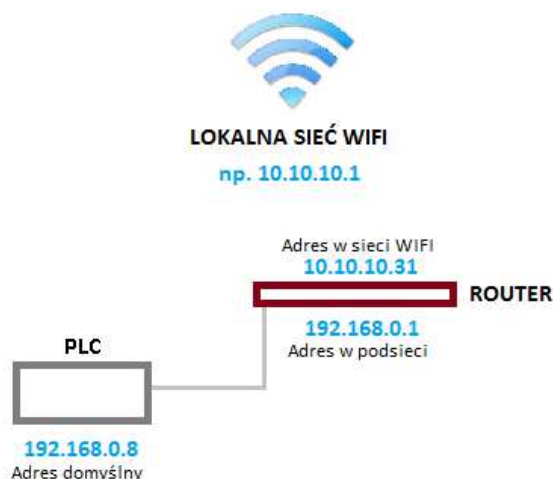 LOKALNA SIEĆ WIFI
np. 10.10.10.1
Adres w sieci WIFI
10.10.10.31
ROUTER
192.168.0.1
Adres w podsieci
PLC
192.168.0.8
Adres domyślny